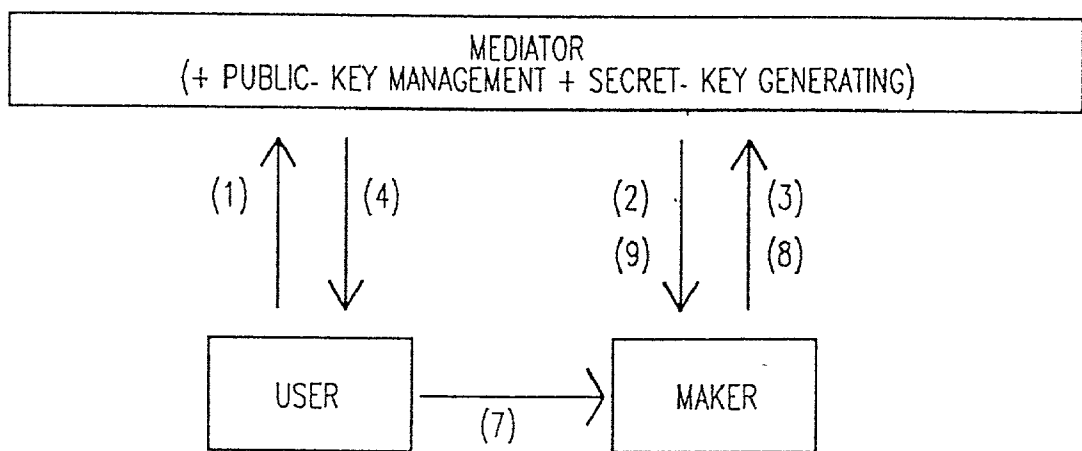 MEDIATOR
(+ PUBLIC- KEY MANAGEMENT + SECRET- KEY GENERATING)
(1)
(4)
(2)
(3)
(9)
(8)
USER
(7)
MAKER